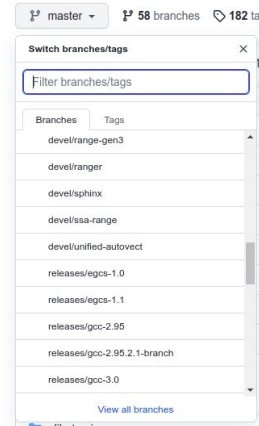 master
58 branches
182 ta
Switch branches/tags
Filter branches/tags
Branches
Tags
devel/range-gen3
devel/ranger
devel/sphinx
devel/ssa-range
devel/unified-autovect
releases/egcs-1.0
releases/egcs-1.1
releases/gcc-2.95
releases/gcc-2.95.2.1-branch
releases/gcc-3.0
View all branches